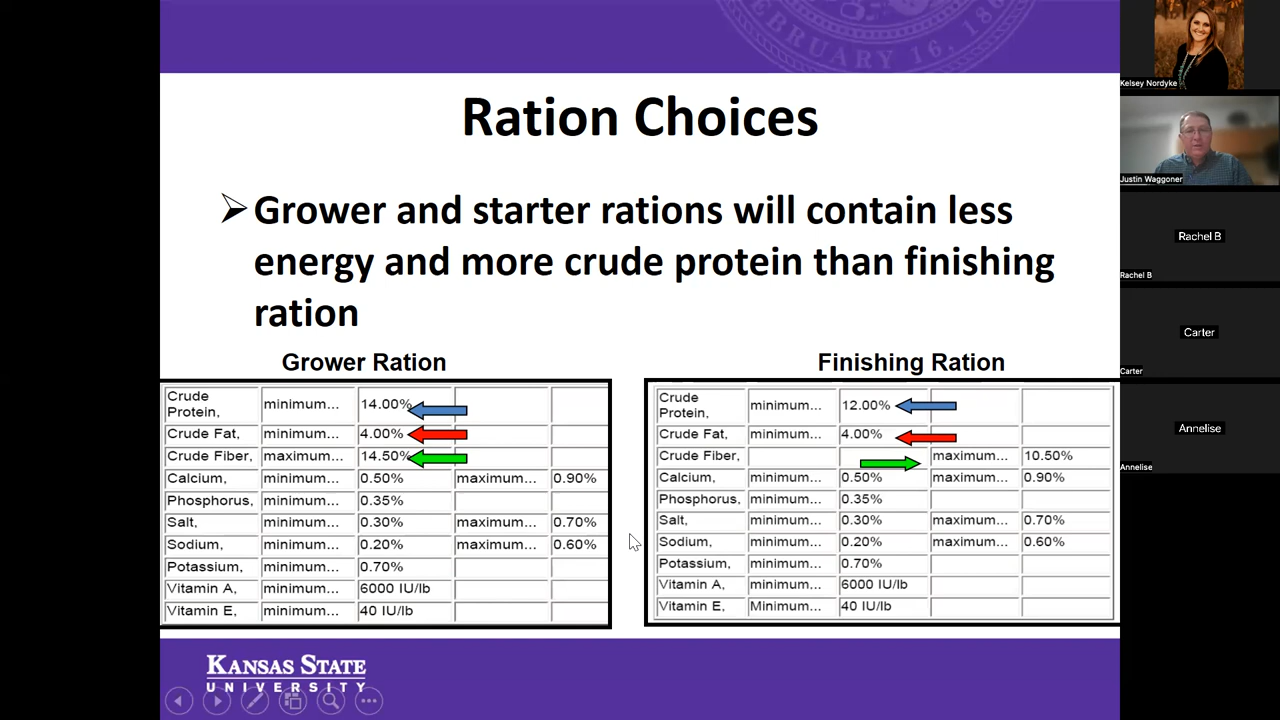 FEBRUARY 16, 186
Ration Choices
Grower and starter rations will contain less
energy and more crude protein than finishing
ration
Grower Ration
Crude Protein, minimum... 14.00%
Crude Fat, minimum... 4.00%
Crude Fiber, maximum... 14.50%
Calcium, minimum... 0.50% maximum... 0.90%
Phosphorus, minimum... 0.35%
Salt, minimum... 0.30% maximum... 0.70%
Sodium, minimum... 0.20% maximum... 0.60%
Potassium, minimum... 0.70%
Vitamin A, minimum... 6000 IU/lb
Vitamin E, minimum... 40 IU/lb
Finishing Ration
Crude Protein, minimum... 12.00%
Crude Fat, minimum... 4.00%
Crude Fiber, maximum... 10.50%
Calcium, minimum... 0.50% maximum... 0.90%
Phosphorus, minimum... 0.35%
Salt, minimum... 0.30% maximum... 0.70%
Sodium, minimum... 0.20% maximum... 0.60%
Potassium, minimum... 0.70%
Vitamin A, minimum... 6000 IU/lb
Vitamin E, Minimum... 40 IU/lb
KANSAS STATE
UNIVERSITY
Kelsey Nordyke
Justin Waggoner
Rachel B
Rachel B
Carter
Carter
Annelise
Annelise